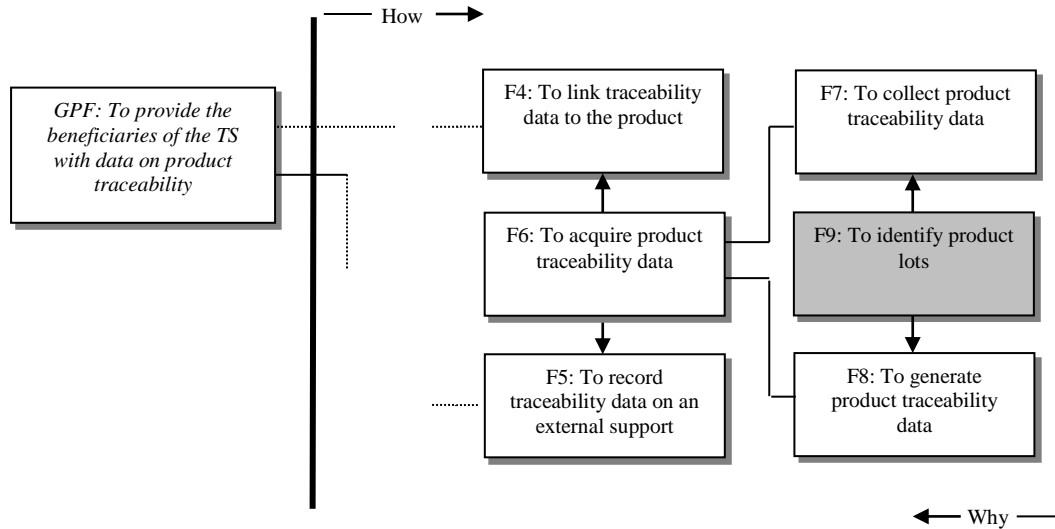 How
GPF: To provide the
beneficiaries of the TS
with data on product
traceability
F4: To link traceability
data to the product
F7: To collect product
traceability data
F6: To acquire product
traceability data
F9: To identify product
lots
F5: To record
traceability data on an
external support
F8: To generate
product traceability
data
Why